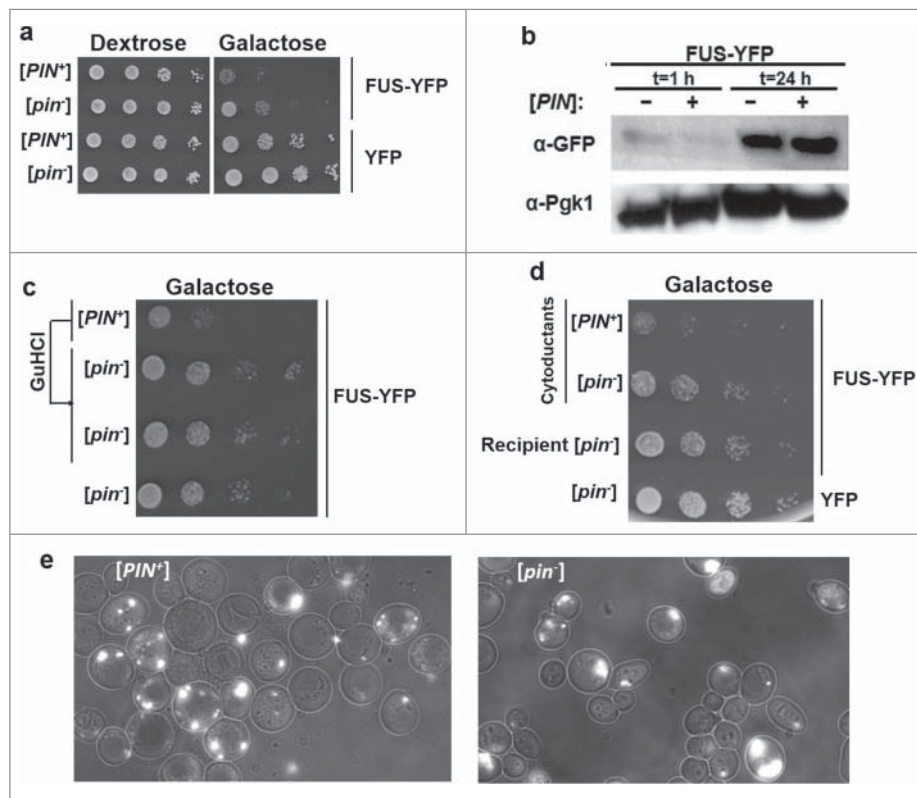 a
Dextrose Galactose
[PIN⁺]
[pin⁻]
FUS-YFP
[PIN⁺]
[pin⁻]
YFP
b
FUS-YFP
t=1 h t=24 h
[PIN]: − + − +
α-GFP
α-Pgk1
c
Galactose
GuHCl
[PIN⁺]
[pin⁻]
[pin⁻]
[pin⁻]
FUS-YFP
d
Galactose
Cytoductants
[PIN⁺]
[pin⁻]
Recipient [pin⁻]
FUS-YFP
[pin⁻] YFP
e
[PIN⁺]
[pin⁻]